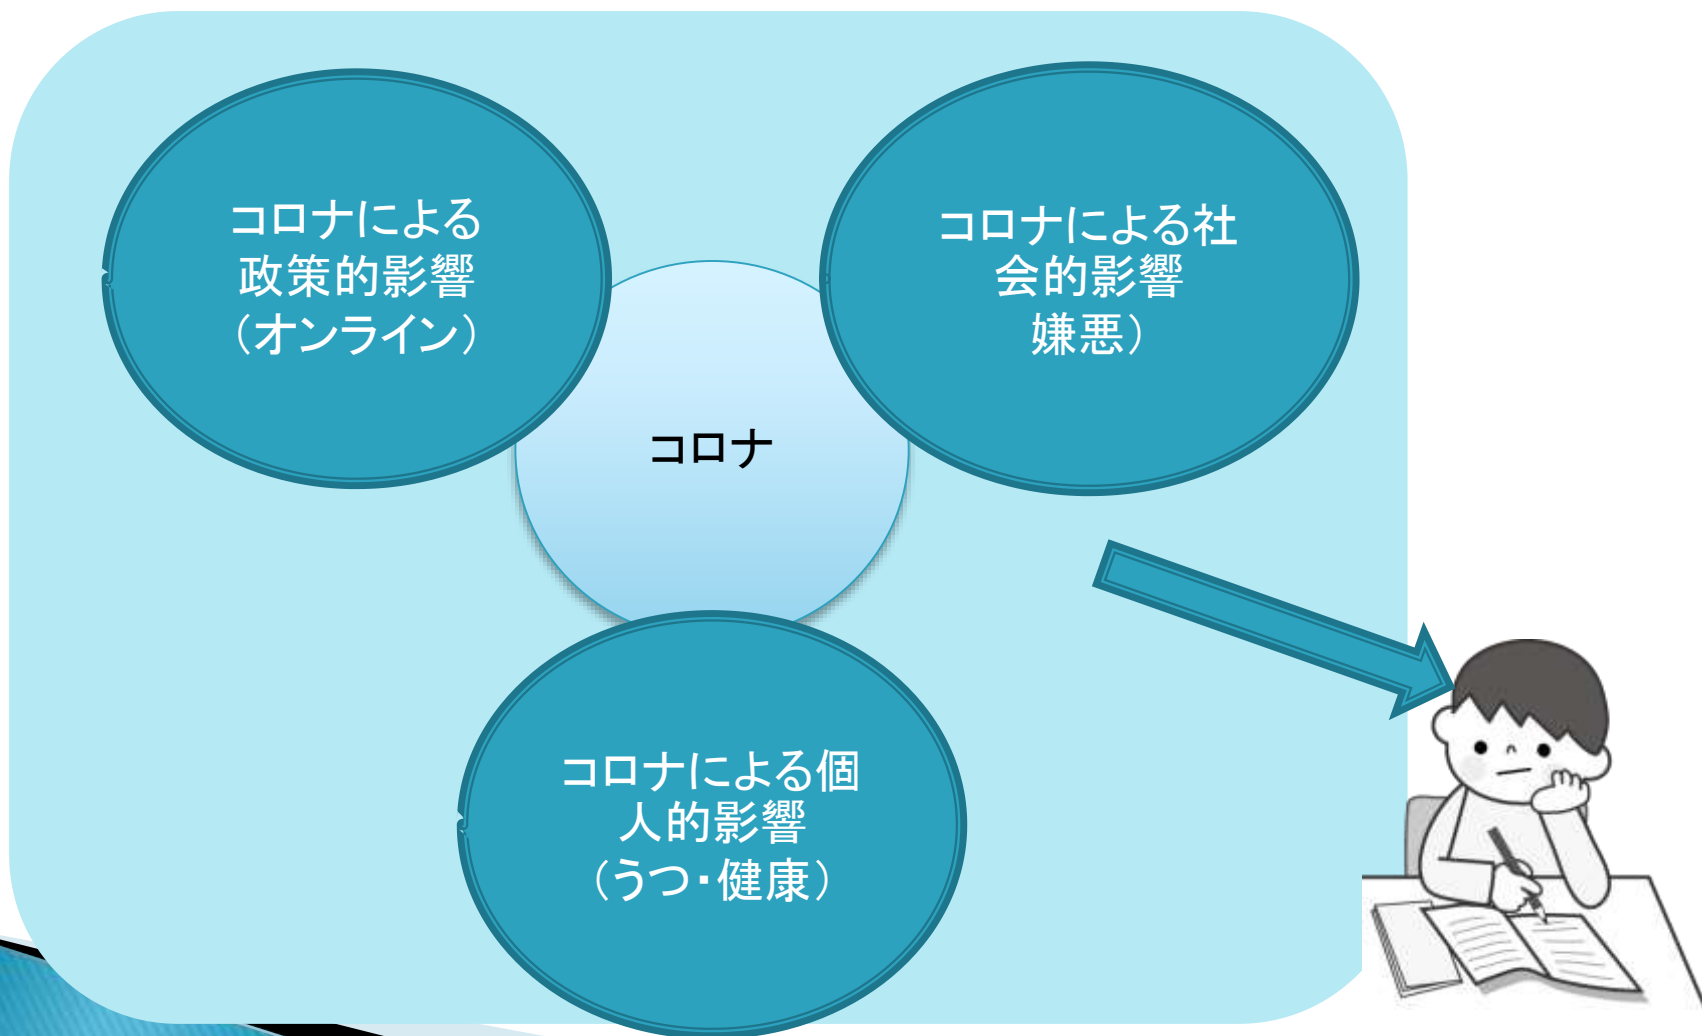 コロナによる
政策的影響
（オンライン）
コロナによる社
会的影響
嫌悪）
コロナ
コロナによる個
人的影響
（うつ・健康）